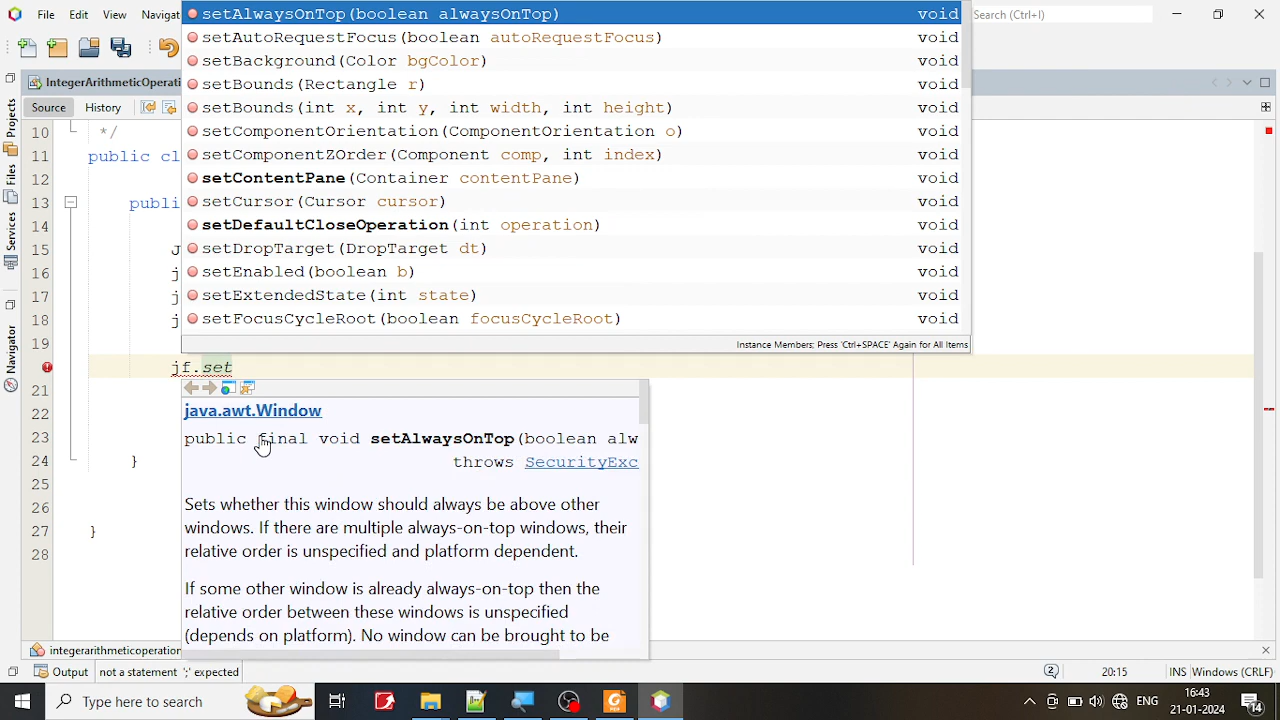 File Edit View Navigat Search (Ctrl+I)
setAlwaysOnTop(boolean alwaysOnTop) void
setAutoRequestFocus(boolean autoRequestFocus) void
setBackground(Color bgColor) void
setBounds(Rectangle r) void
setBounds(int x, int y, int width, int height) void
setComponentOrientation(ComponentOrientation o) void
setComponentZOrder(Component comp, int index) void
setContentPane(Container contentPane) void
setCursor(Cursor cursor) void
setDefaultCloseOperation(int operation) void
setDropTarget(DropTarget dt) void
setEnabled(boolean b) void
setExtendedState(int state) void
setFocusCycleRoot(boolean focusCycleRoot) void
Instance Members; Press 'Ctrl+SPACE' Again for All Items
IntegerArithmeticOperati
Source History
Projects
Files
Services
Navigator
10 */
11 public cl
12
13 publi
14
15 J
16 j
17 j
18 j
19
jf.set
21
22
23
24 }
25
26
27 }
28
java.awt.Window
public final void setAlwaysOnTop(boolean alw
throws SecurityExc
Sets whether this window should always be above other
windows. If there are multiple always-on-top windows, their
relative order is unspecified and platform dependent.
If some other window is already always-on-top then the
relative order between these windows is unspecified
(depends on platform). No window can be brought to be
integerarithmeticoperation
Output not a statement ';' expected 2 20:15 INS Windows (CRLF)
Type here to search ENG 16:43
21-01-2024 14